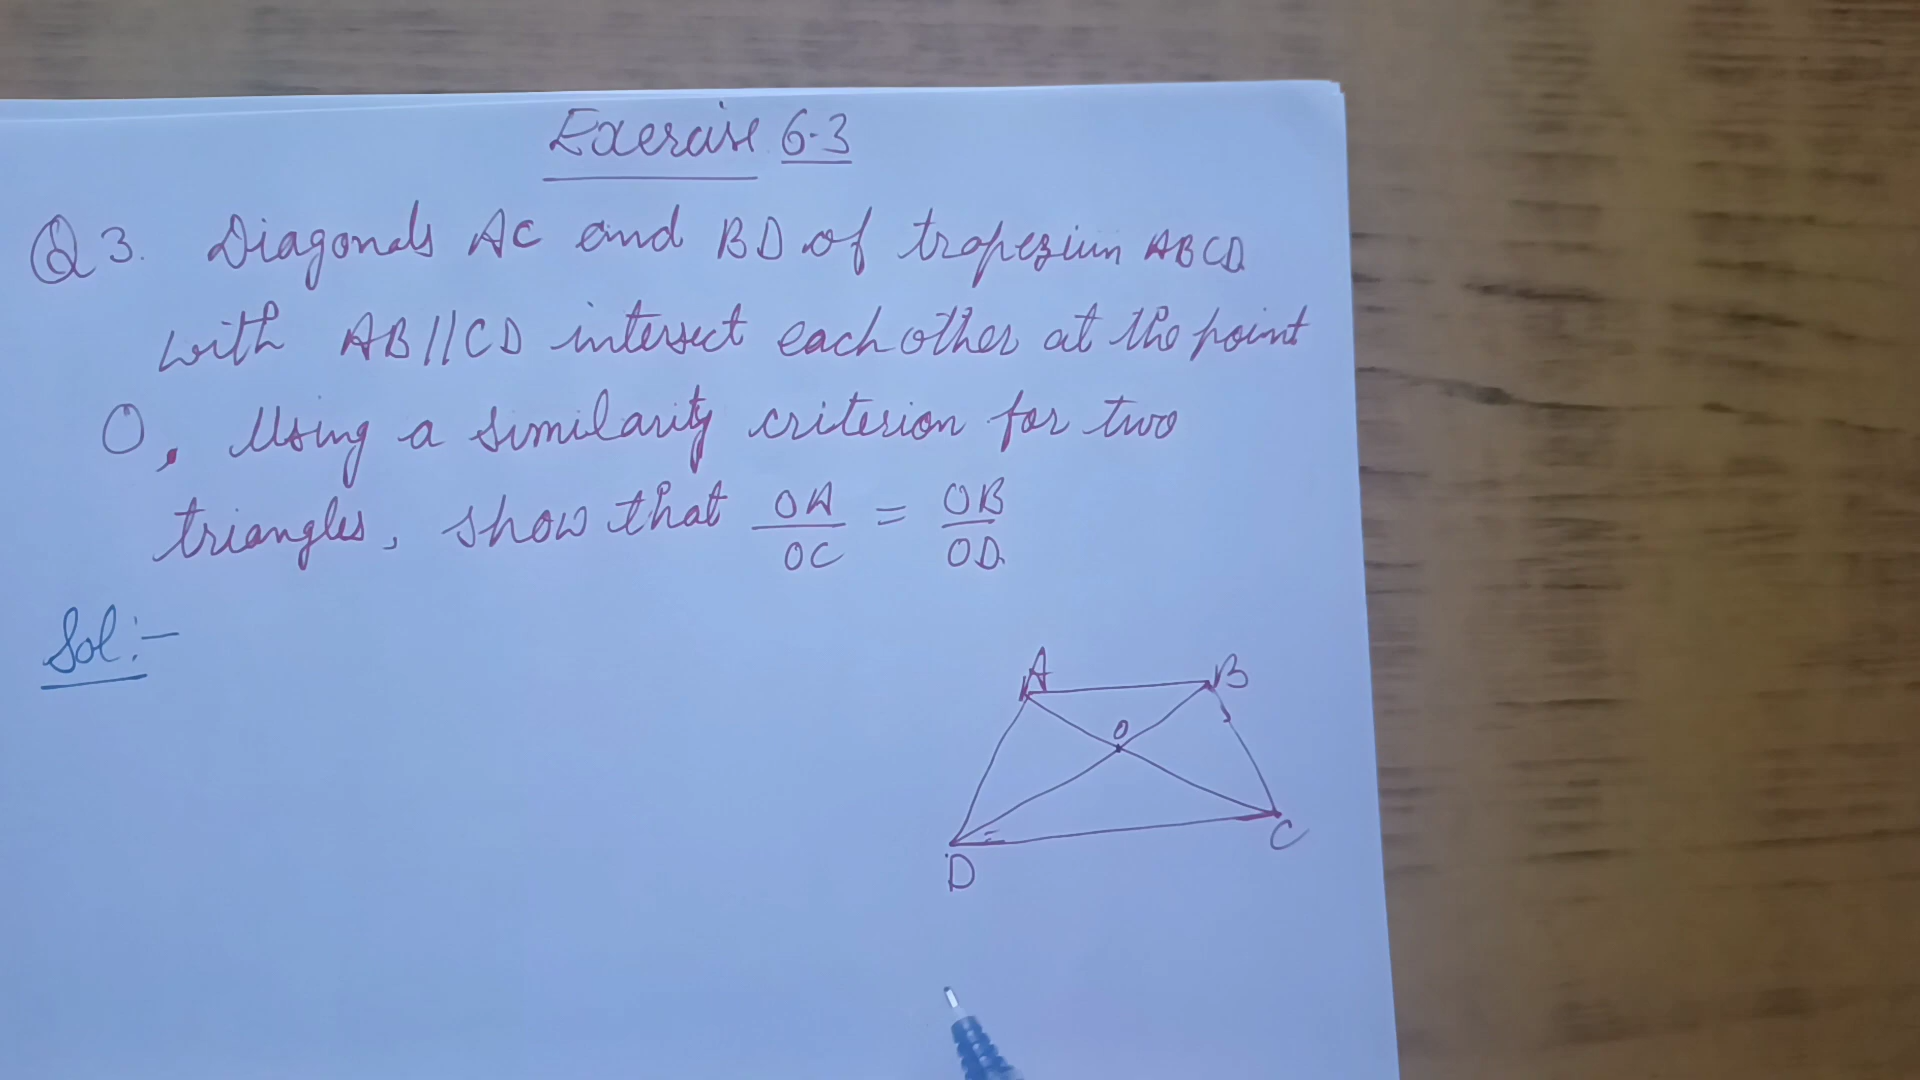 Exercise 6.3
Q 3. Diagonals AC and BD of trapezium ABCD
with AB//CD intersect each other at the point
O, Using a similarity criterion for two
triangles, show that OA/OC = OB/OD
Sol:-
A B
O
D C